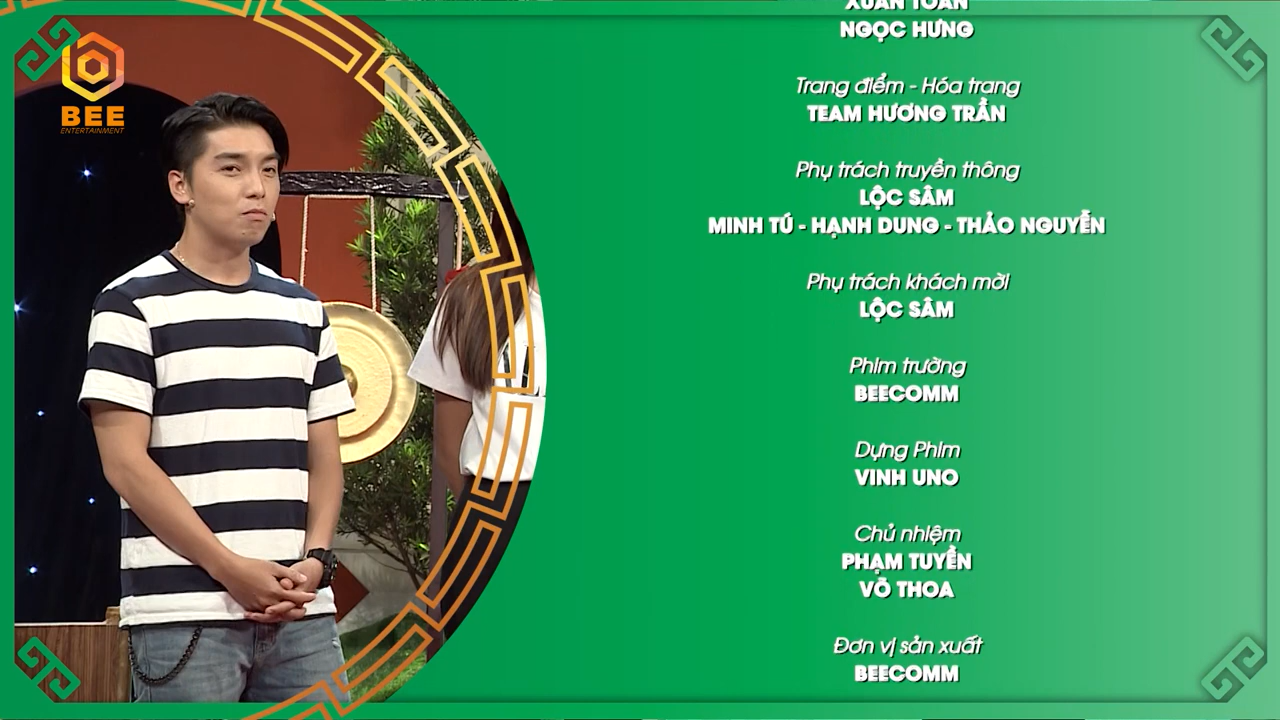 BEE
ENTERTAINMENT
XUÂN TOÀN
NGỌC HƯNG
Trang điểm - Hóa trang
TEAM HƯƠNG TRẦN
Phụ trách truyền thông
LỘC SÂM
MINH TÚ - HẠNH DUNG - THẢO NGUYỄN
Phụ trách khách mời
LỘC SÂM
Phim trường
BEECOMM
Dựng Phim
VINH UNO
Chủ nhiệm
PHẠM TUYỀN
VÕ THOA
Đơn vị sản xuất
BEECOMM